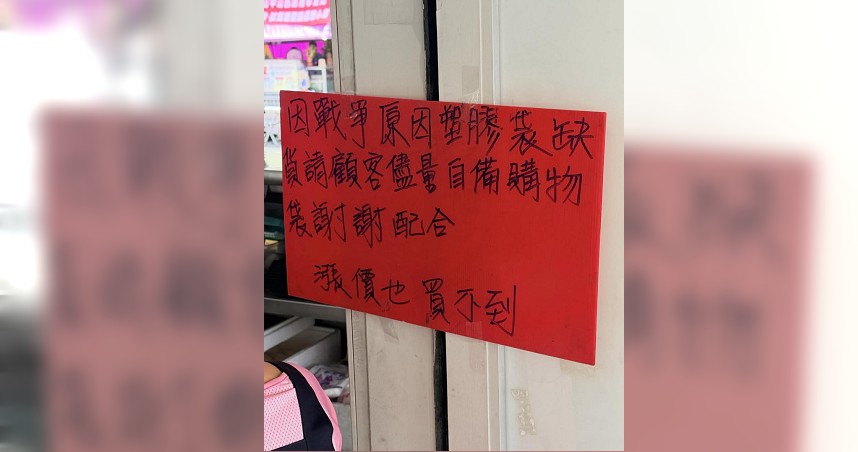 因戰爭原因塑膠袋缺
貨請顧客儘量自備購物
袋謝謝配合
漲價也買不到